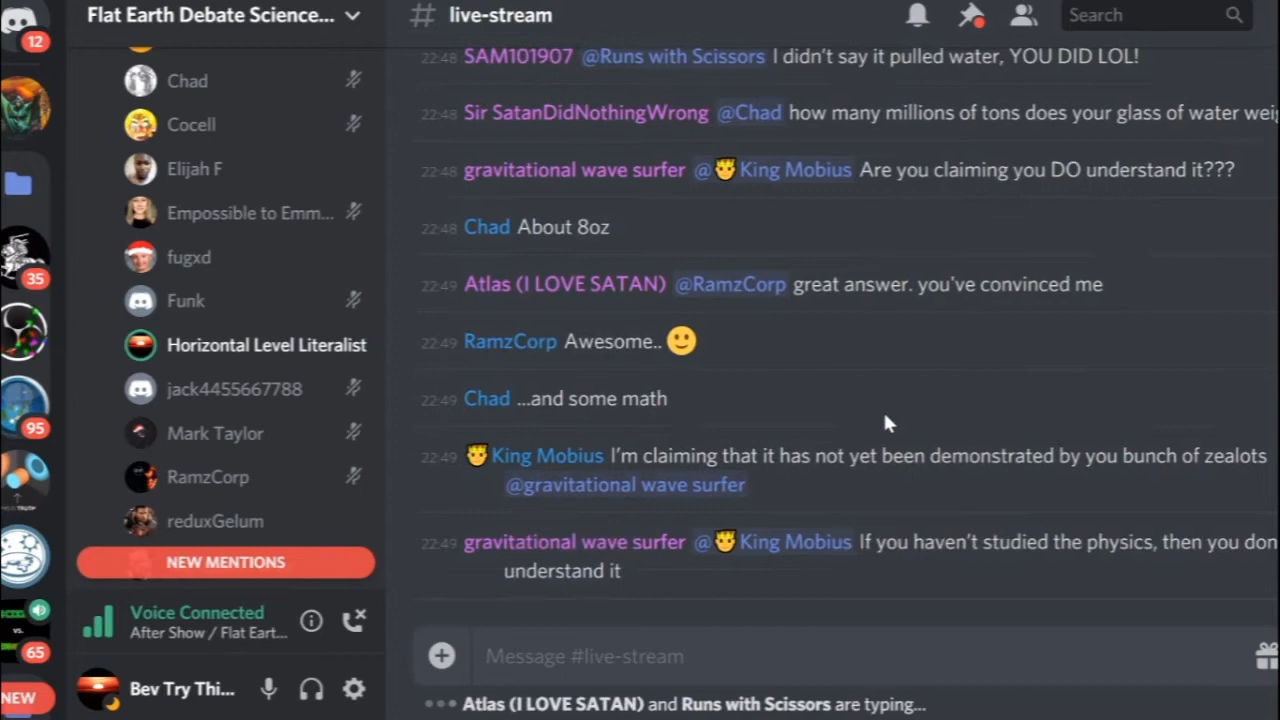 Flat Earth Debate Science...
# live-stream
Search
12
35
95
65
NEW
Chad
Cocell
Elijah F
Empossible to Emm...
fugxd
Funk
Horizontal Level Literalist
jack4455667788
Mark Taylor
RamzCorp
reduxGelum
NEW MENTIONS
Voice Connected
After Show / Flat Eart...
Bev Try Thi...
22:48 SAM101907 @Runs with Scissors I didn't say it pulled water, YOU DID LOL!
22:48 Sir SatanDidNothingWrong @Chad how many millions of tons does your glass of water wei
22:48 gravitational wave surfer @🤴King Mobius Are you claiming you DO understand it???
22:48 Chad About 8oz
22:49 Atlas (I LOVE SATAN) @RamzCorp great answer. you've convinced me
22:49 RamzCorp Awesome.. 🙂
22:49 Chad ...and some math
22:49 🤴King Mobius I'm claiming that it has not yet been demonstrated by you bunch of zealots
@gravitational wave surfer
22:49 gravitational wave surfer @🤴King Mobius If you haven't studied the physics, then you don
understand it
Message #live-stream
Atlas (I LOVE SATAN) and Runs with Scissors are typing...